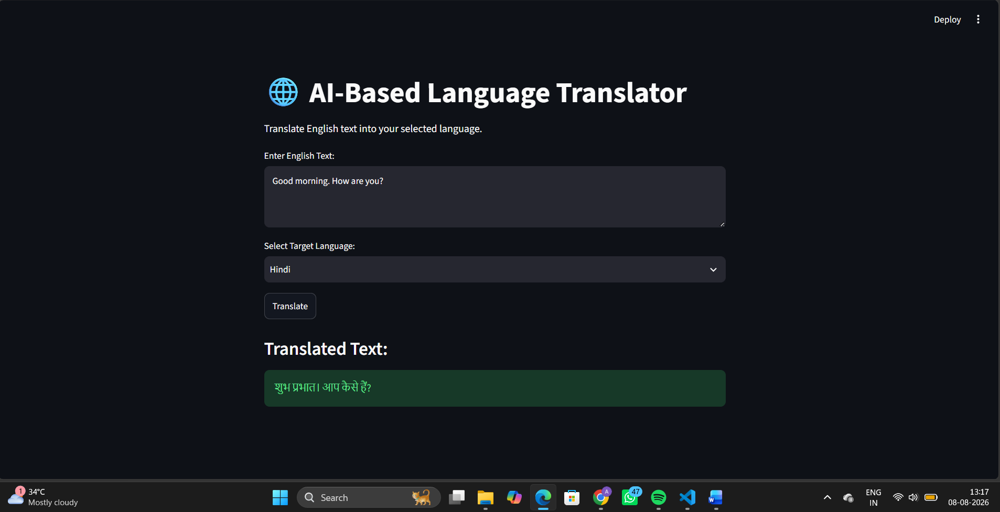 Deploy
AI-Based Language Translator
Translate English text into your selected language.
Enter English Text:
Good morning. How are you?
Select Target Language:
Hindi
Translate
Translated Text:
शुभ प्रभात। आप कैसे हैं?
1
34°C
Mostly cloudy
Search
A
47
W
ENG
IN
13:17
08-08-2026